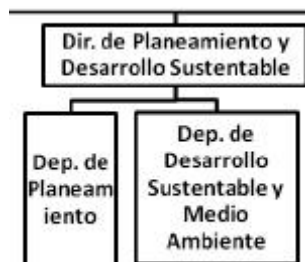 Dir. de Planeamiento y
Desarrollo Sustentable
Dep. de
Planeam
iento
Dep. de
Desarrollo
Sustentable y
Medio
Ambiente